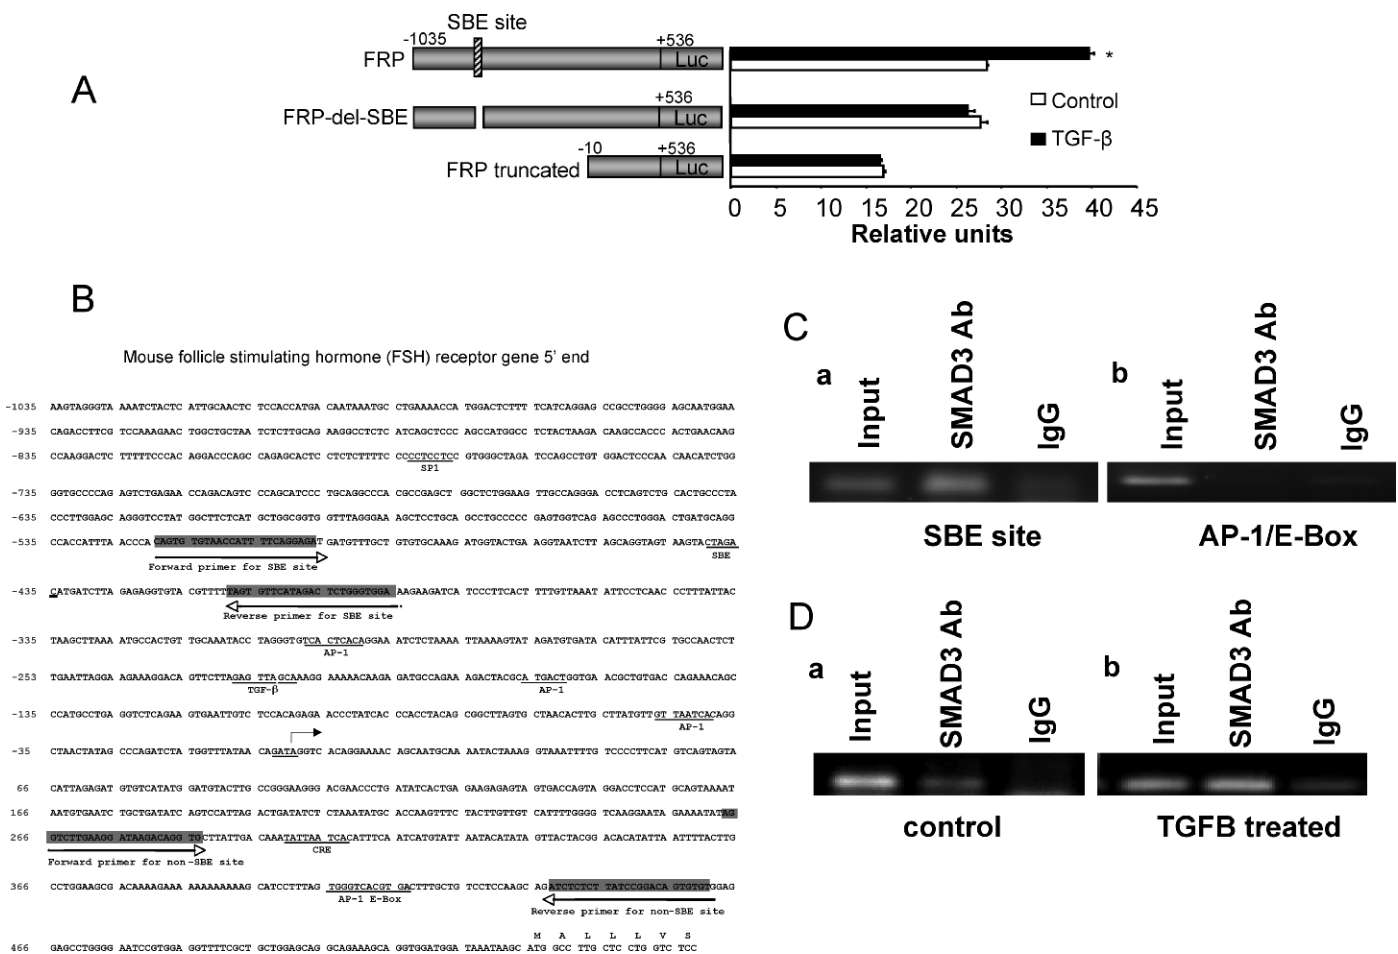 A
SBE site
-1035
+536
FRP
Luc
*
+536
FRP-del-SBE
Luc
-10
+536
FRP truncated
Luc
Control
TGF-β
0 5 10 15 20 25 30 35 40 45
Relative units
B
Mouse follicle stimulating hormone (FSH) receptor gene 5' end
-1035 AAGTAGGGTA AAATCTACTC ATTGCAACTC TCCACCATGA CAATAAATGC CTGAAAACCA TGGACTCTTT TCATCAGGAG CCGCCTGGGG AGCAATGGAA
-935 CAGACCTTCG TCCAAAGAAC TGGCTGCTAA TCTCTTGCAG AAGGCCTCTC ATCAGCTCCC AGCCATGGCC TCTACTAAGA CAAGCCACCC ACTGAACAAG
-835 CCAAGGACTC TTTTTCCCAC AGGACCCAGC CAGAGCACTC CCTCTCTTTTC CCCCTCCTCC GTGGGCTAGA TCCAGCCTGT GGACTCCCAA CAACATCTGG
SP1
-735 GGTGCCCCAG AGTCTGAGAA CCAGACAGTC CCAGCATCCC TGCAGGCCCA CGCCGAGCT GGCTCTGGAAG TTGCCAGGGA CCTCAGTCTG CACTGCCCTA
-635 CCCTTGGAGC AGGGTCCTAT GGCTTCTCAT GCTGGCGGTG GTTTAGGGAA AGCTCCTGCA GCCTGCCCCC GAGTGGTCAG AGCCCTGGGA CTGATGCAGG
-535 CCACCATTTA ACCCA CAGTG TGTAACCATT TTCAGGAGAT GATGTTTGCT GTGTGCAAAG ATGGTACTGA AGGTAATCTT AGCAGGTAGT AAGTACTAGA
SBE
Forward primer for SBE site
-435 CATGATCTTA GAGAGGTGTA CGTTTTTAGT GTTCATAGAC TCTGGGTGGA AAGAAGATCA TCCCTTCACT TTTGTTAAAT ATTCCTCAAC CCTTTATTAC
Reverse primer for SBE site
-335 TAAGCTTAAA ATGCCACTGT TGCAAATACC TAGGGTGTCA CTCACAGGAA ATCTCTAAAA TTAAAAGTAT AGATGTGATA CATTTATTCG TGCCAACTCT
AP-1
-253 TGAATTAGGA AGAAAGGACA GTTCTTAGAG TTAGCAAAGG AAAAACAAGA GATGCCAGAA AGACTACGCA TGACTGGTGA ACGCTGTGAC CAGAAACAGC
TGF-β
AP-1
-135 CCATGCCTGA GGTCTCAGAA GTGAATTGTC TCCACAGAGA ACCCTATCAC CCACCTACAG CGGCTTAGTG CTAACACTTG CTTATGTTGT TAATCACAGG
AP-1
-35 CTAACTATAG CCCAGATCTA TGGTTTATAA CAGATAGGTC ACAGGAAAAC AGCAATGCAA AATACTAAAG GTAAATTTTG TCCCCTTCAT GTCAGTAGTA
66 CATTAGAGAT GTGTCATATG GATGTACTTG CCGGGAAGGG ACGAACCCTG ATATCACTGA GAAGAGAGTA GTGACCAGTA GGACCTCCAT GCAGTAAAAT
166 AATGTGAATC CTGCTGATATC AGTCCATTAG ACTGATATCT CTAAATATGC ACCAAGTTTC TACTTGTTGT CATTTTGGGG TCAAGGAATA GAAAATATAG
266 GTCTTGAAGG ATAAGACAGG TGCTTATTGAC AAATATTAA TCACATTTCA ATCATGTATT AATACATATA GTTACTACGG ACACATATTA ATTTTACTTG
CRE
Forward primer for non-SBE site
366 CCTGGAAGCG ACAAAAGAAA AAAAAAAAAG CATCCTTTAG TGGGTCACGT GACTTTGCTG TCCTCCAAGC AGATCTCTCT TATCCGGACA GTGTGTGGAG
AP-1 E-Box
Reverse primer for non-SBE site
M A L L L V S
466 GAGCCTGGGG AATCCGTGGA GGTTTTCGCT GCTGGAGCAG GCAGAAAGCA GGTGGATGGA TAAATAAGC ATGG CCTTG CTCCTGGTCTCC
C
a
Input
SMAD3 Ab
IgG
b
Input
SMAD3 Ab
IgG
SBE site
AP-1/E-Box
D
a
Input
SMAD3 Ab
IgG
b
Input
SMAD3 Ab
IgG
control
TGFB treated